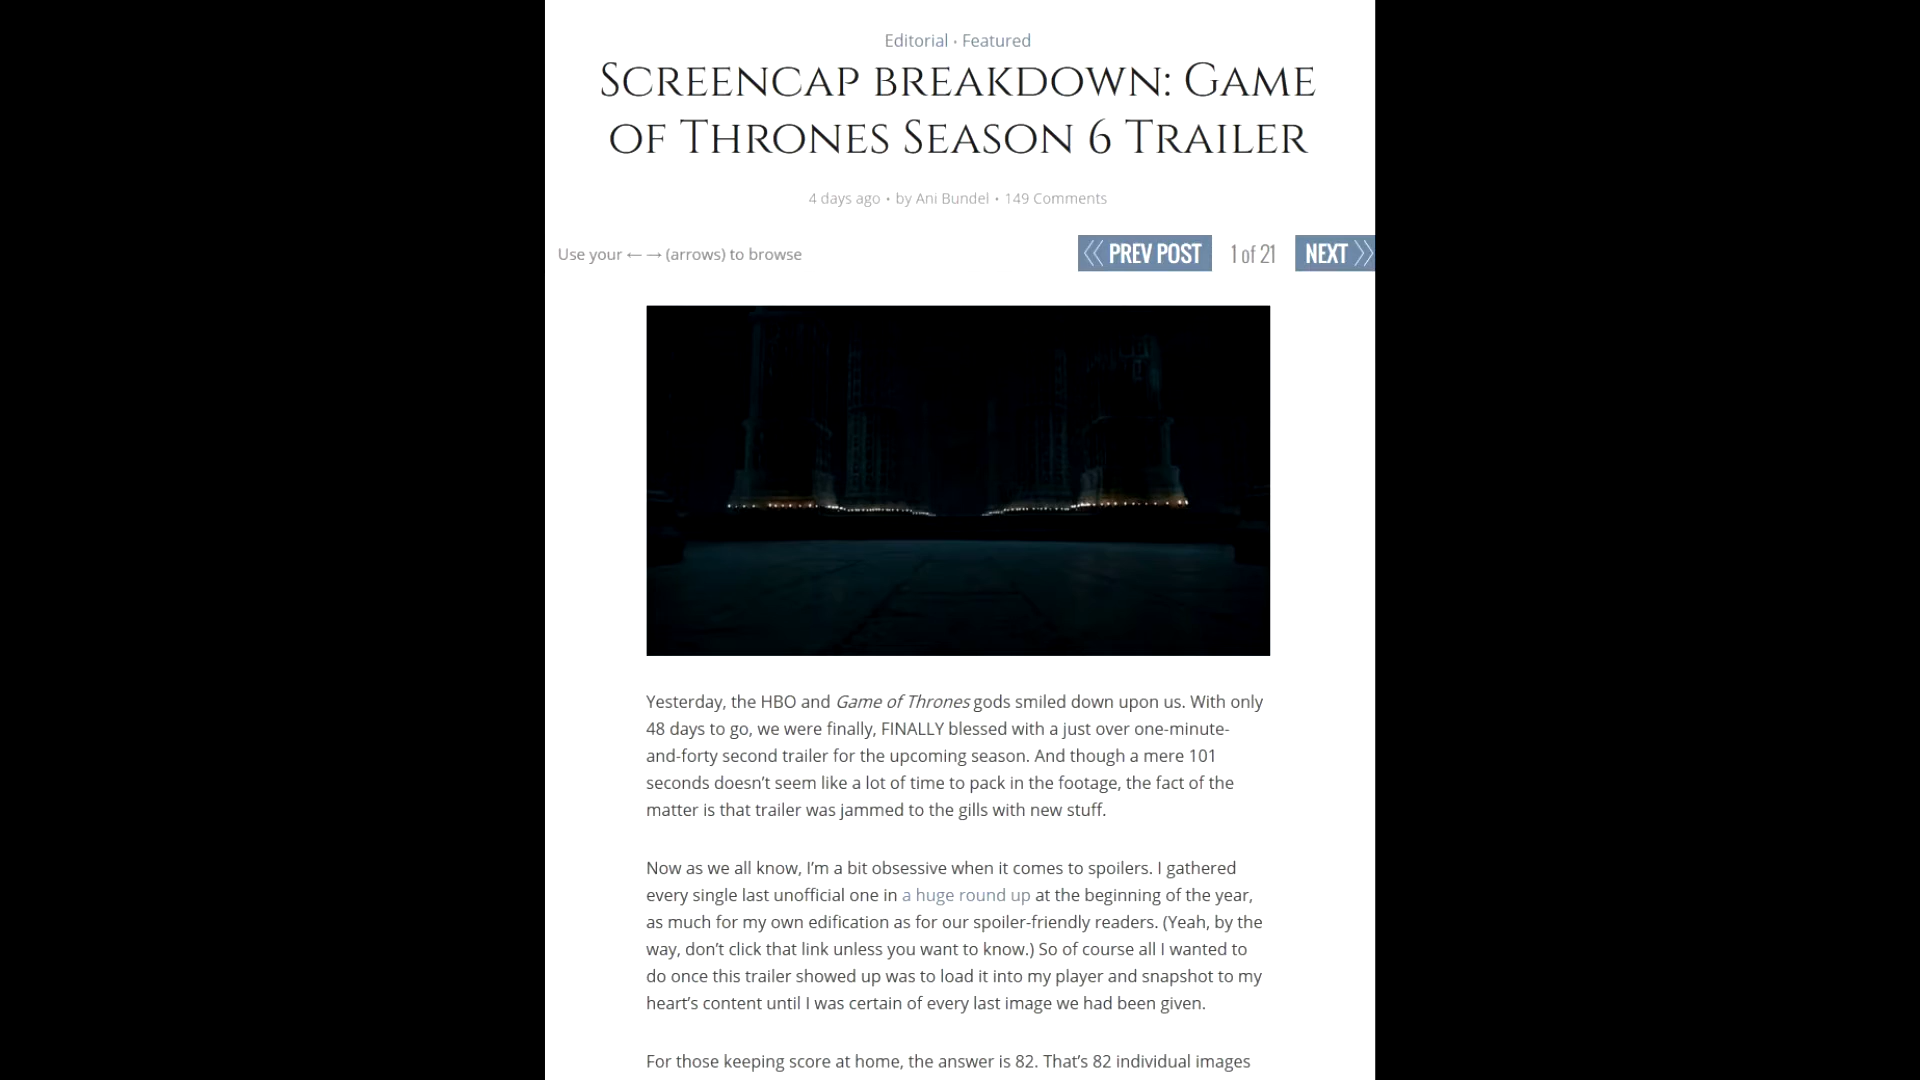 Editorial · Featured
Screencap breakdown: Game
of Thrones Season 6 Trailer
4 days ago • by Ani Bundel • 149 Comments
Use your ← → (arrows) to browse
PREV POST
1 of 21
NEXT
Yesterday, the HBO and Game of Thrones gods smiled down upon us. With only
48 days to go, we were finally, FINALLY blessed with a just over one-minute-
and-forty second trailer for the upcoming season. And though a mere 101
seconds doesn’t seem like a lot of time to pack in the footage, the fact of the
matter is that trailer was jammed to the gills with new stuff.
Now as we all know, I’m a bit obsessive when it comes to spoilers. I gathered
every single last unofficial one in a huge round up at the beginning of the year,
as much for my own edification as for our spoiler-friendly readers. (Yeah, by the
way, don’t click that link unless you want to know.) So of course all I wanted to
do once this trailer showed up was to load it into my player and snapshot to my
heart’s content until I was certain of every last image we had been given.
For those keeping score at home, the answer is 82. That’s 82 individual images